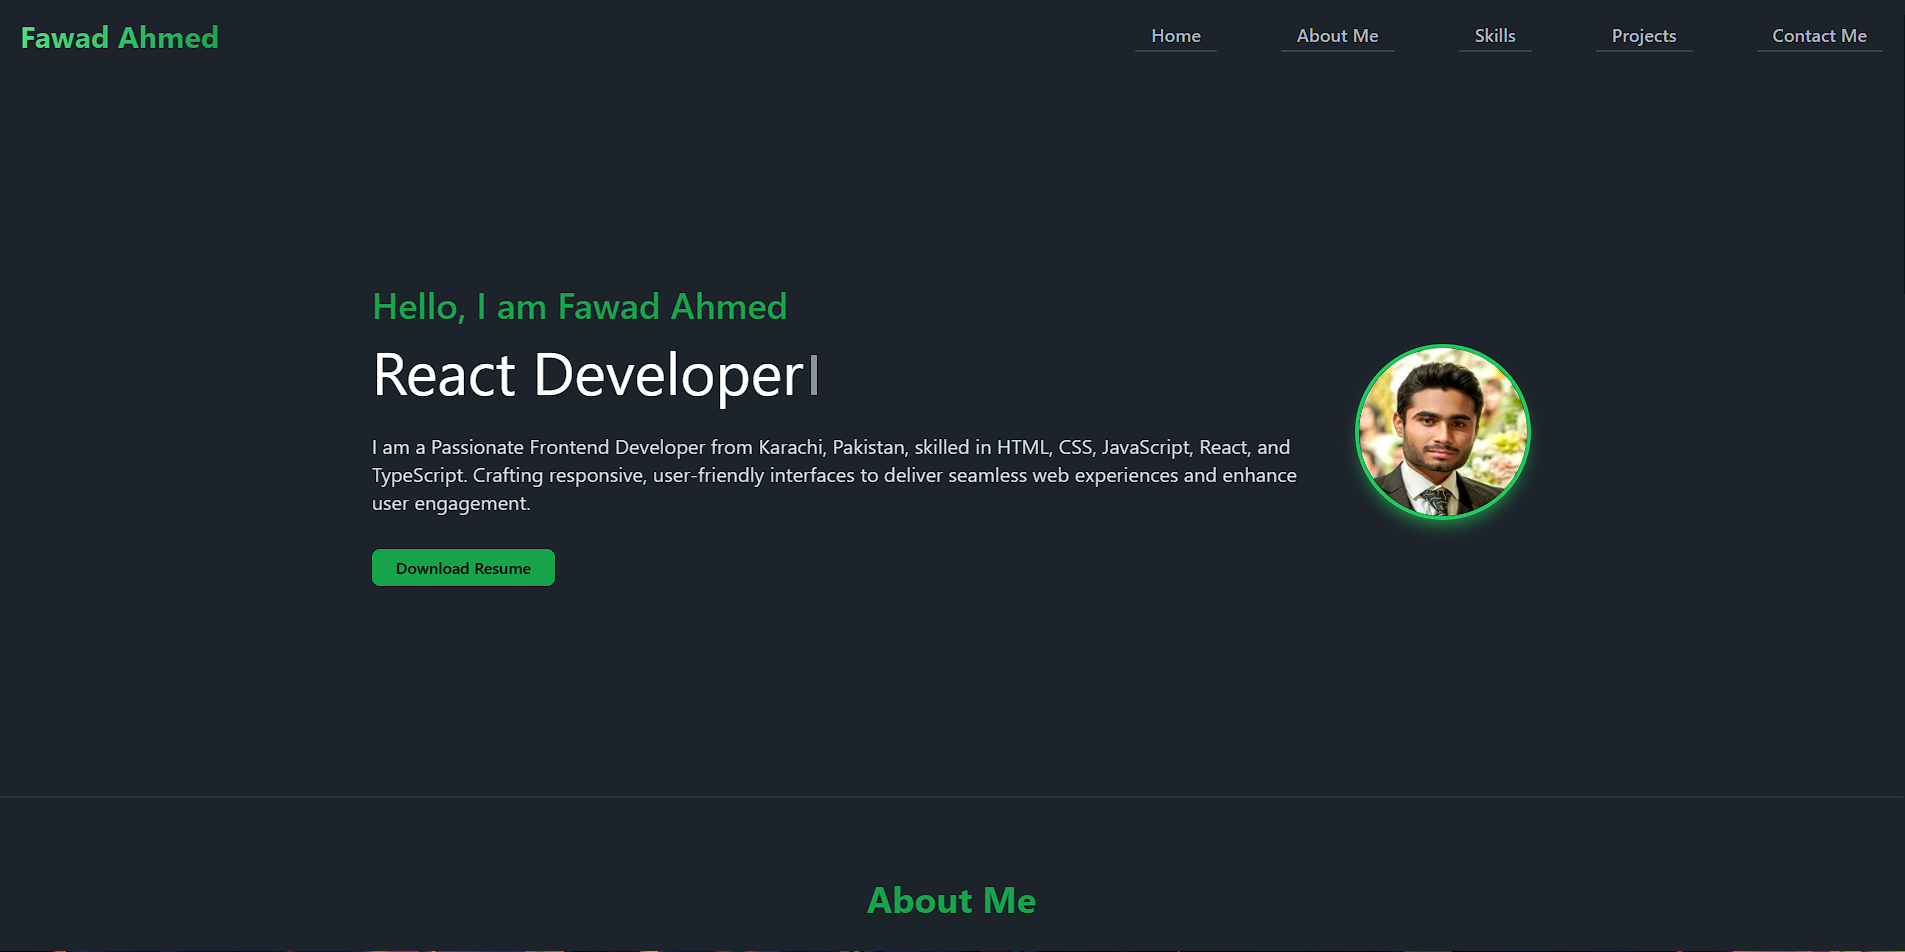 Fawad Ahmed
Home
About Me
Skills
Projects
Contact Me
Hello, I am Fawad Ahmed
React Developer
I am a Passionate Frontend Developer from Karachi, Pakistan, skilled in HTML, CSS, JavaScript, React, and
TypeScript. Crafting responsive, user-friendly interfaces to deliver seamless web experiences and enhance
user engagement.
Download Resume
About Me